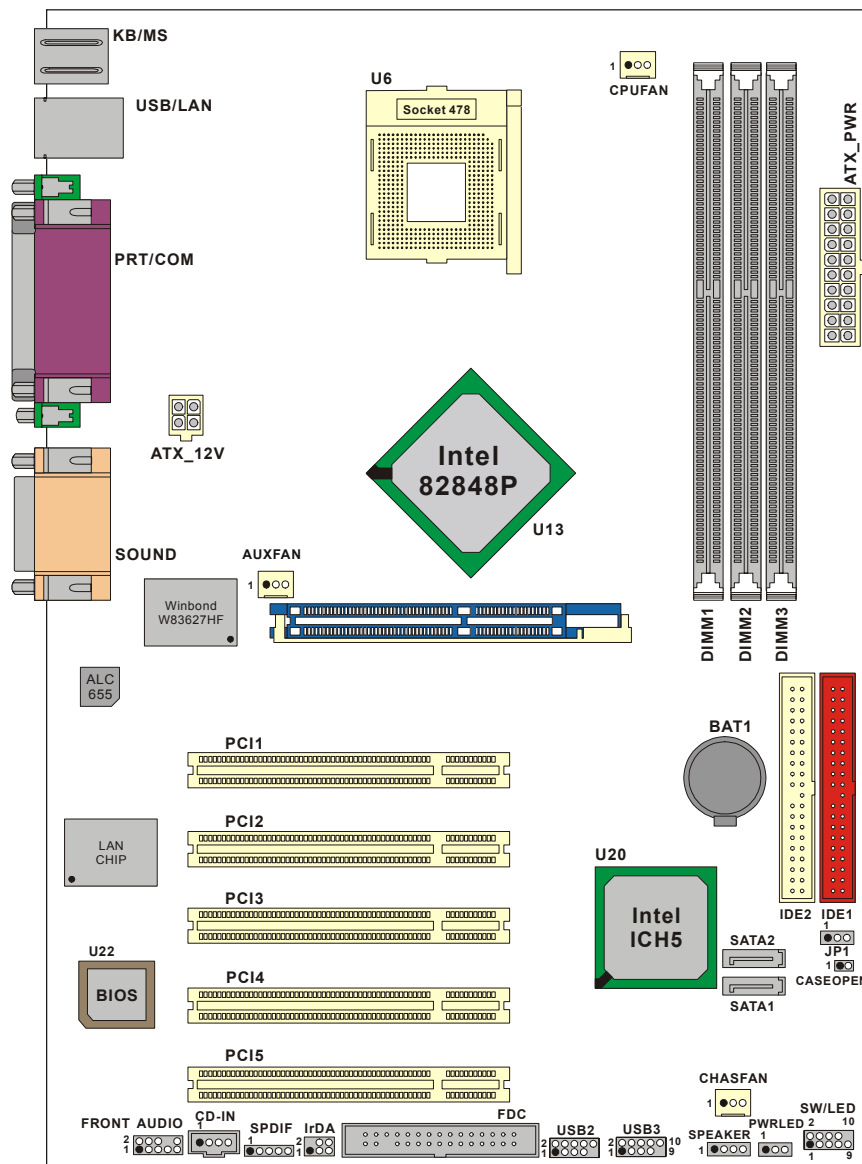 KB/MS
USB/LAN
U6
Socket 478
1
CPUFAN
ATX_PWR
PRT/COM
ATX_12V
Intel
82848P
U13
SOUND
AUXFAN
1
Winbond
W83627HF
DIMM1
DIMM2
DIMM3
ALC
655
BAT1
PCI1
PCI2
LAN
CHIP
U20
Intel
ICH5
IDE2
IDE1
1
JP1
1
CASEOPEN
SATA2
SATA1
PCI3
U22
BIOS
PCI4
PCI5
CHASFAN
1
FRONT AUDIO
2
1
CD-IN
1
SPDIF
1
IrDA
2
1
FDC
USB2
2
1
USB3
2 10
1 9
SPEAKER
1
PWRLED
1
SW/LED
2 10
1 9